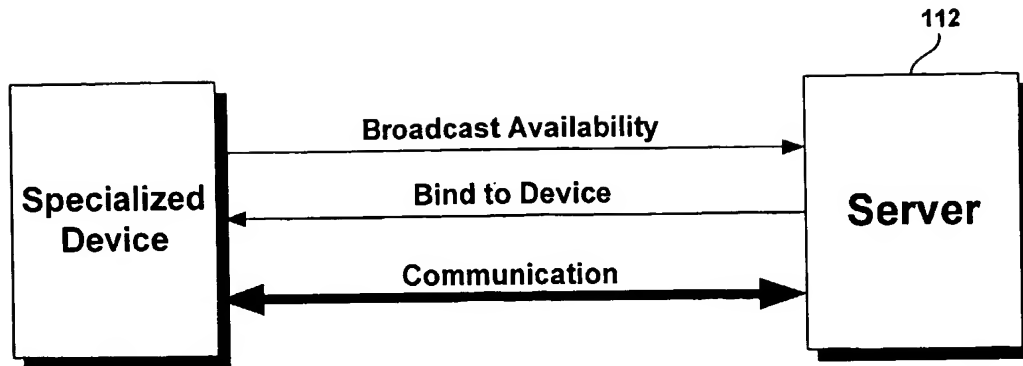 112
Broadcast Availability
Specialized
Device
Bind to Device
Server
Communication